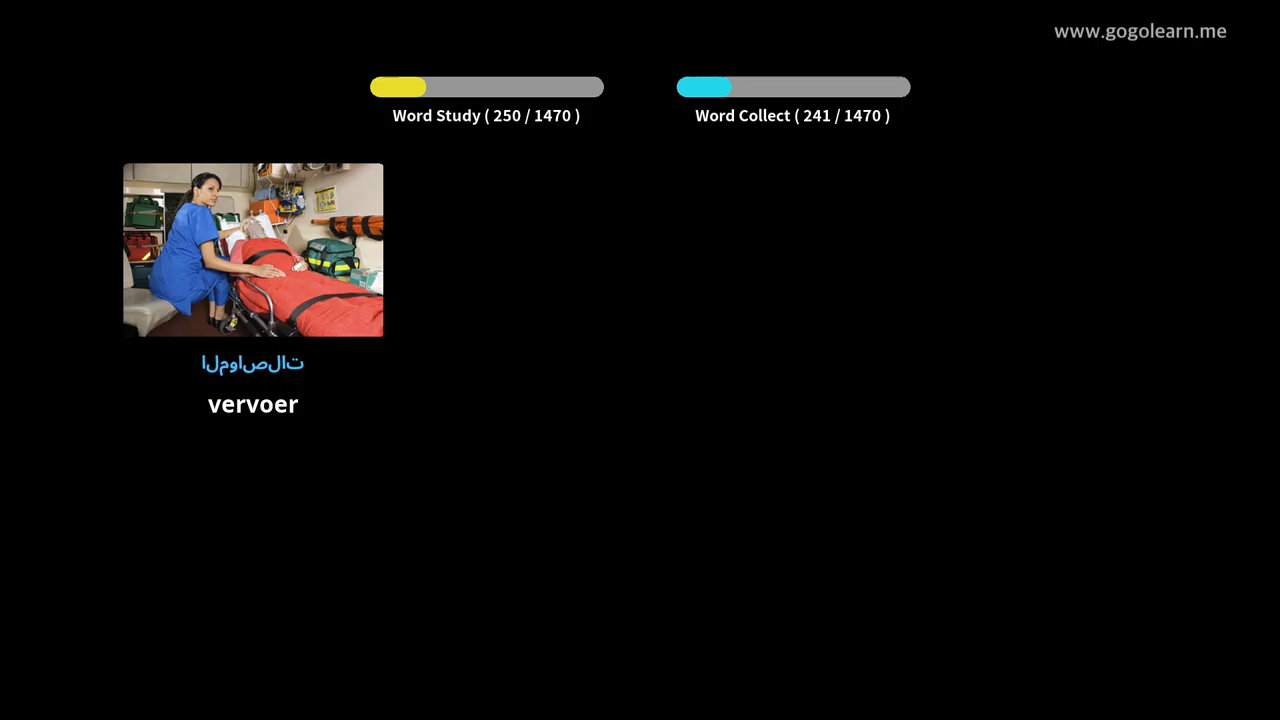 www.gogolearn.me
Word Study ( 250 / 1470 )
Word Collect ( 241 / 1470 )
المواصلات
vervoer